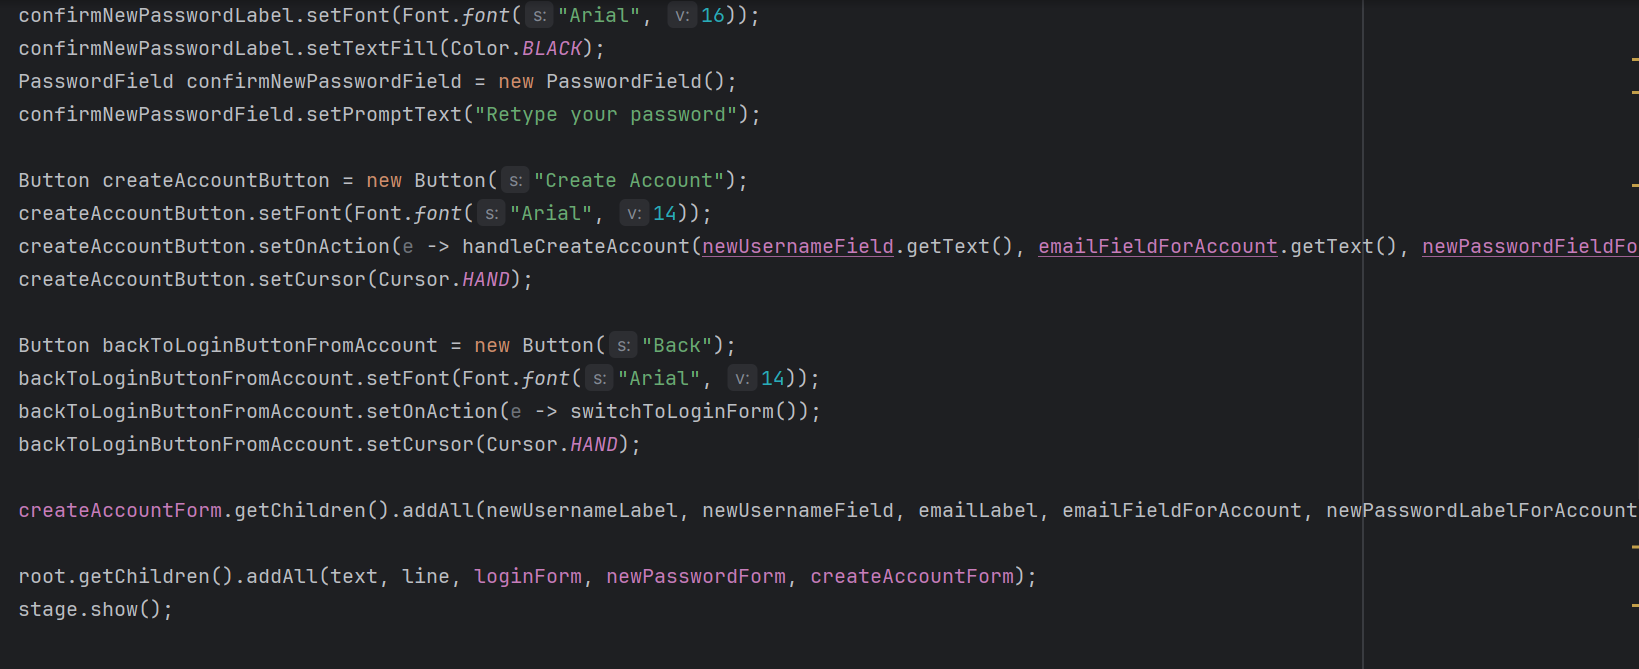 confirmNewPasswordLabel.setFont(Font.font( s: "Arial", v: 16));
confirmNewPasswordLabel.setTextFill(Color.BLACK);
PasswordField confirmNewPasswordField = new PasswordField();
confirmNewPasswordField.setPromptText("Retype your password");
Button createAccountButton = new Button( s: "Create Account");
createAccountButton.setFont(Font.font( s: "Arial", v: 14));
createAccountButton.setOnAction(e -> handleCreateAccount(newUsernameField.getText(), emailFieldForAccount.getText(), newPasswordFieldFo
createAccountButton.setCursor(Cursor.HAND);
Button backToLoginButtonFromAccount = new Button( s: "Back");
backToLoginButtonFromAccount.setFont(Font.font( s: "Arial", v: 14));
backToLoginButtonFromAccount.setOnAction(e -> switchToLoginForm());
backToLoginButtonFromAccount.setCursor(Cursor.HAND);
createAccountForm.getChildren().addAll(newUsernameLabel, newUsernameField, emailLabel, emailFieldForAccount, newPasswordLabelForAccount
root.getChildren().addAll(text, line, loginForm, newPasswordForm, createAccountForm);
stage.show();